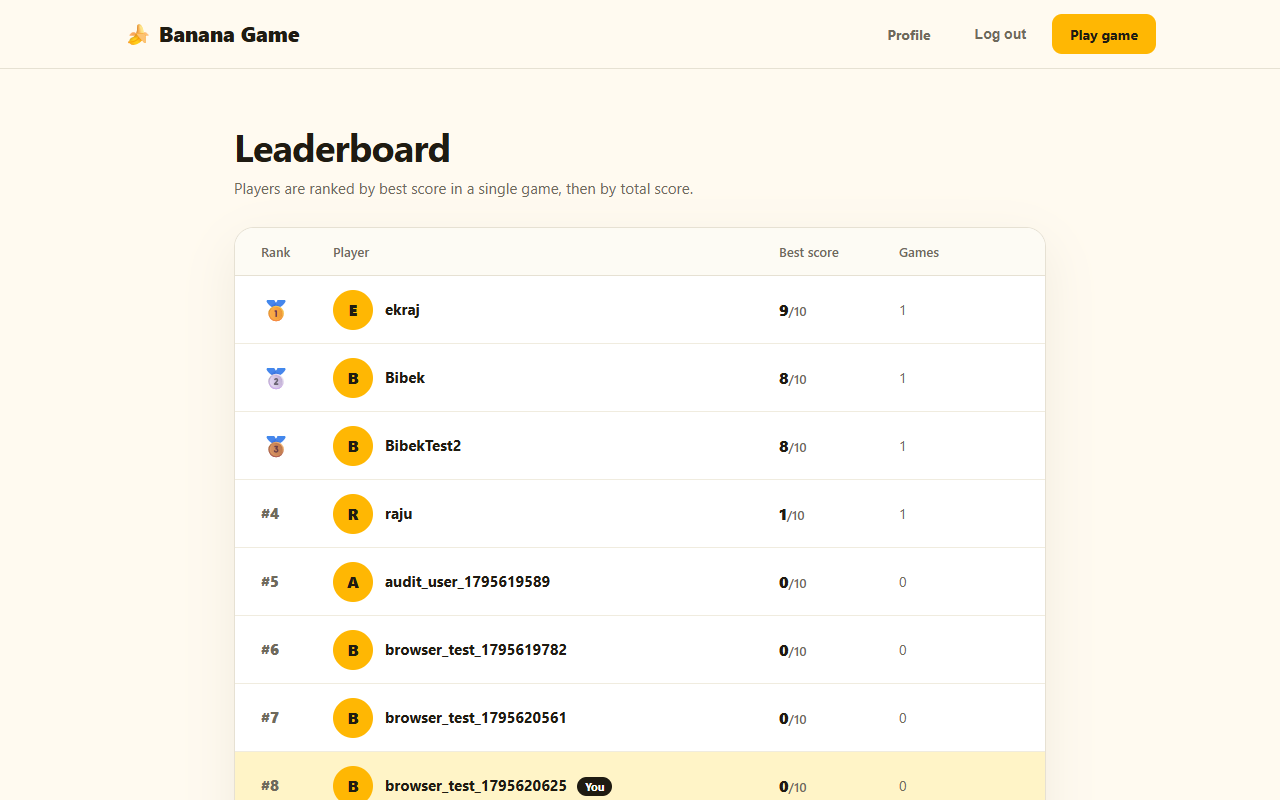 Banana Game
Profile
Log out
Play game
Leaderboard
Players are ranked by best score in a single game, then by total score.
Rank Player Best score Games
1 E ekraj 9/10 1
2 B Bibek 8/10 1
3 B BibekTest2 8/10 1
#4 R raju 1/10 1
#5 A audit_user_1795619589 0/10 0
#6 B browser_test_1795619782 0/10 0
#7 B browser_test_1795620561 0/10 0
#8 B browser_test_1795620625 You 0/10 0